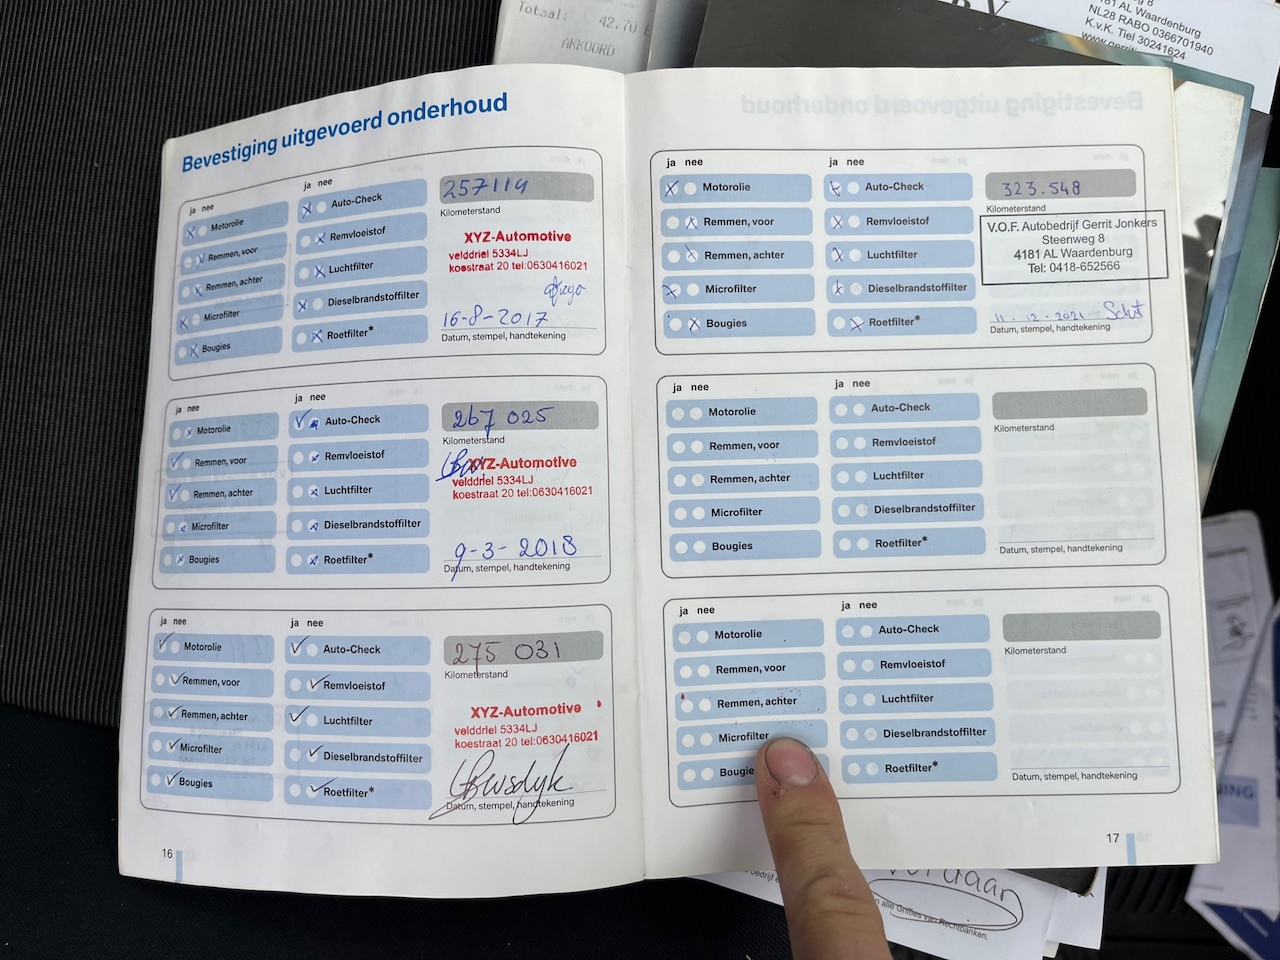 Totaal: 42.70 E
AKKOORD
AL Waardenburg
NL28 RABO 0366701940
K.v.K. Tiel 30241624
Bevestiging uitgevoerd onderhoud
ja nee
ja nee
Motorolie
Auto-Check
257119
Kilometerstand
Remmen, voor
Remvloeistof
XYZ-Automotive
velddriel 5334LJ
koestraat 20 tel:0630416021
Remmen, achter
Luchtfilter
Microfilter
Dieselbrandstoffilter
16-8-2017
Bougies
Roetfilter*
Datum, stempel, handtekening
ja nee
ja nee
Motorolie
Auto-Check
267 025
Kilometerstand
Remmen, voor
Remvloeistof
XYZ-Automotive
velddriel 5334LJ
koestraat 20 tel:0630416021
Remmen, achter
Luchtfilter
Microfilter
Dieselbrandstoffilter
9-3-2018
Bougies
Roetfilter*
Datum, stempel, handtekening
ja nee
ja nee
Motorolie
Auto-Check
275 031
Kilometerstand
Remmen, voor
Remvloeistof
XYZ-Automotive
velddriel 5334LJ
koestraat 20 tel:0630416021
Remmen, achter
Luchtfilter
Microfilter
Dieselbrandstoffilter
Bougies
Roetfilter*
Datum, stempel, handtekening
16
ja nee
ja nee
Motorolie
Auto-Check
323.548
Kilometerstand
Remmen, voor
Remvloeistof
V.O.F. Autobedrijf Gerrit Jonkers
Steenweg 8
4181 AL Waardenburg
Tel: 0418-652566
Remmen, achter
Luchtfilter
Microfilter
Dieselbrandstoffilter
11-12-2021
Bougies
Roetfilter*
Datum, stempel, handtekening
ja nee
ja nee
Motorolie
Auto-Check
Kilometerstand
Remmen, voor
Remvloeistof
Remmen, achter
Luchtfilter
Microfilter
Dieselbrandstoffilter
Bougies
Roetfilter*
Datum, stempel, handtekening
ja nee
ja nee
Motorolie
Auto-Check
Kilometerstand
Remmen, voor
Remvloeistof
Remmen, achter
Luchtfilter
Microfilter
Dieselbrandstoffilter
Bougie
Roetfilter*
Datum, stempel, handtekening
17
alle Griffies van Rechtbanken.